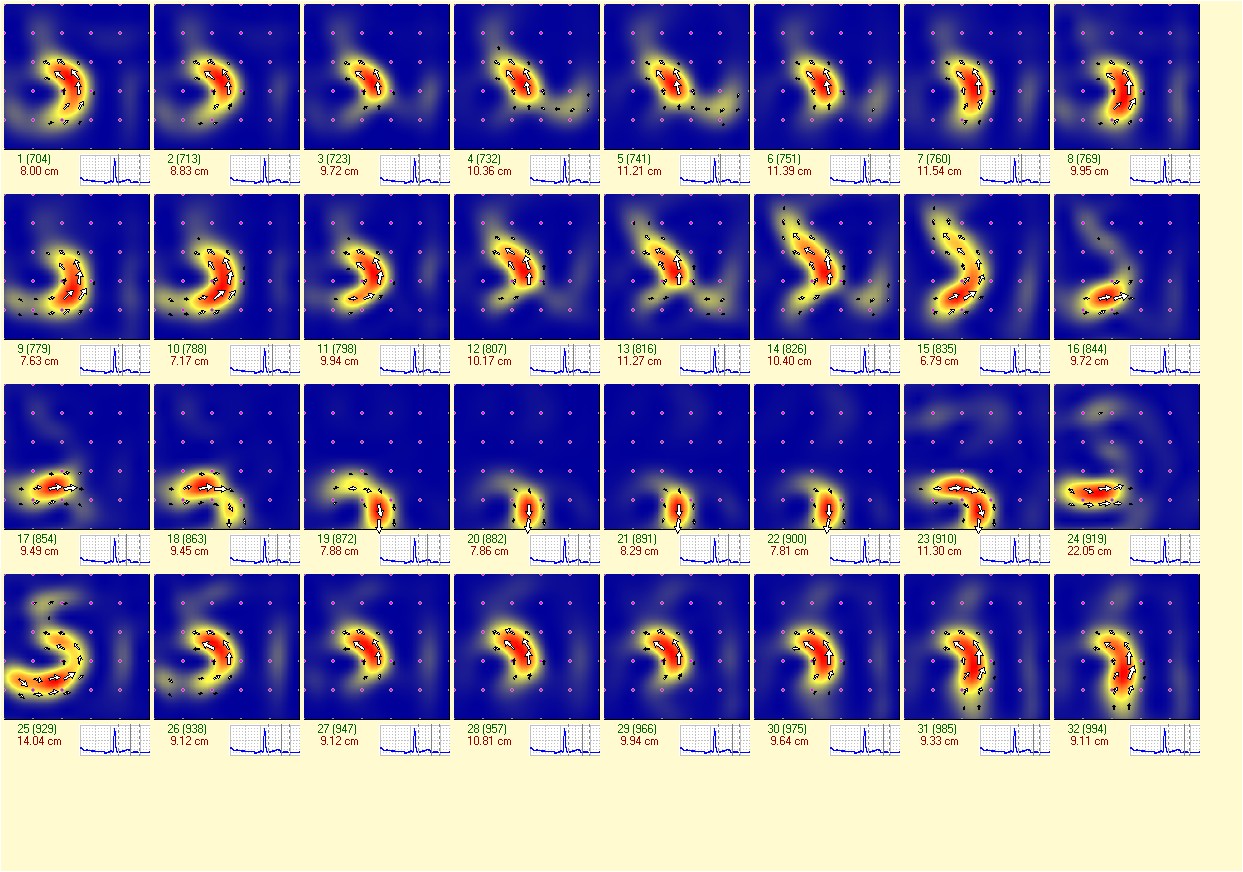 1 (704)
8.00 cm
2 (713)
8.83 cm
3 (723)
9.72 cm
4 (732)
10.36 cm
5 (741)
11.21 cm
6 (751)
11.39 cm
7 (760)
11.54 cm
8 (769)
9.95 cm
9 (779)
7.63 cm
10 (788)
7.17 cm
11 (798)
9.94 cm
12 (807)
10.17 cm
13 (816)
11.27 cm
14 (826)
10.40 cm
15 (835)
6.79 cm
16 (844)
9.72 cm
17 (854)
9.49 cm
18 (863)
9.45 cm
19 (872)
7.88 cm
20 (882)
7.86 cm
21 (891)
8.29 cm
22 (900)
7.81 cm
23 (910)
11.30 cm
24 (919)
22.05 cm
25 (929)
14.04 cm
26 (938)
9.12 cm
27 (947)
9.12 cm
28 (957)
10.81 cm
29 (966)
9.94 cm
30 (975)
9.64 cm
31 (985)
9.33 cm
32 (994)
9.11 cm